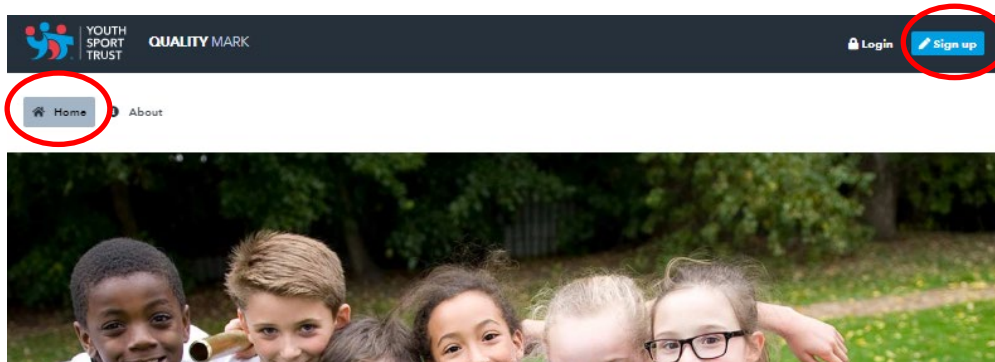 YOUTH
SPORT
TRUST
QUALITY MARK
Login
Sign up
Home
About